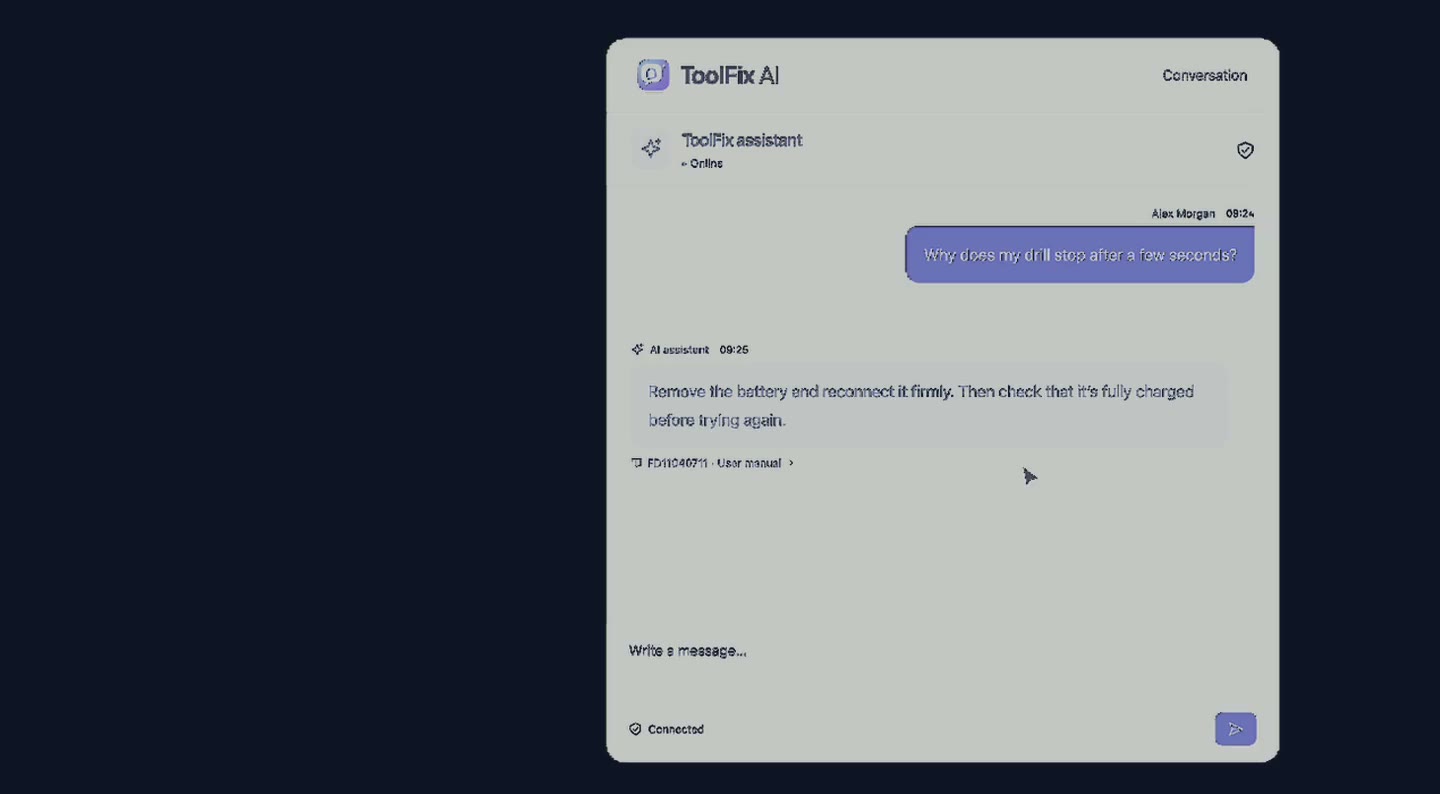 ToolFix AI
Conversation
ToolFix assistant
Online
Alex Morgan 09:24
Why does my drill stop after a few seconds?
AI assistant 09:25
Remove the battery and reconnect it firmly. Then check that it's fully charged
before trying again.
FD11040711 · User manual >
Write a message...
Connected